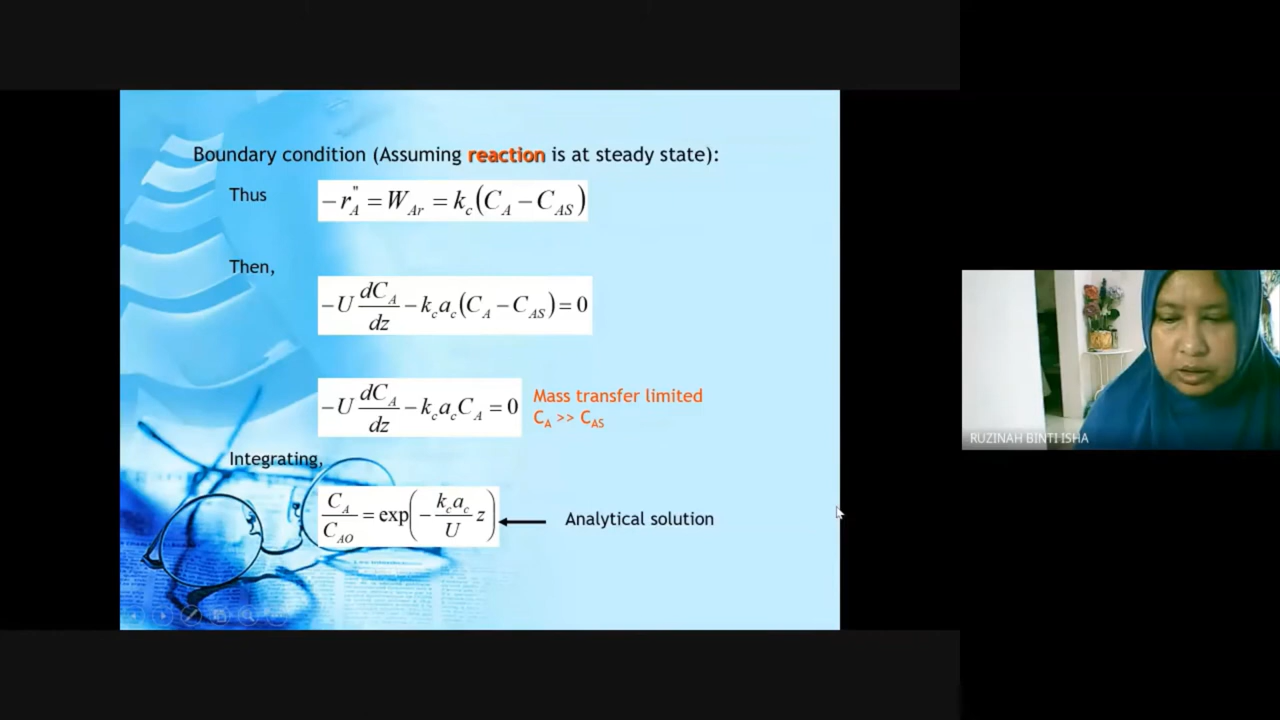 Boundary condition (Assuming reaction is at steady state):
Thus
−r"_A = W_Ar = k_c(C_A − C_AS)
Then,
−U dC_A/dz − k_c a_c(C_A − C_AS) = 0
−U dC_A/dz − k_c a_c C_A = 0
Mass transfer limited
C_A >> C_AS
Integrating,
C_A/C_AO = exp(−k_c a_c/U z)
Analytical solution
RUZINAH BINTI ISHA